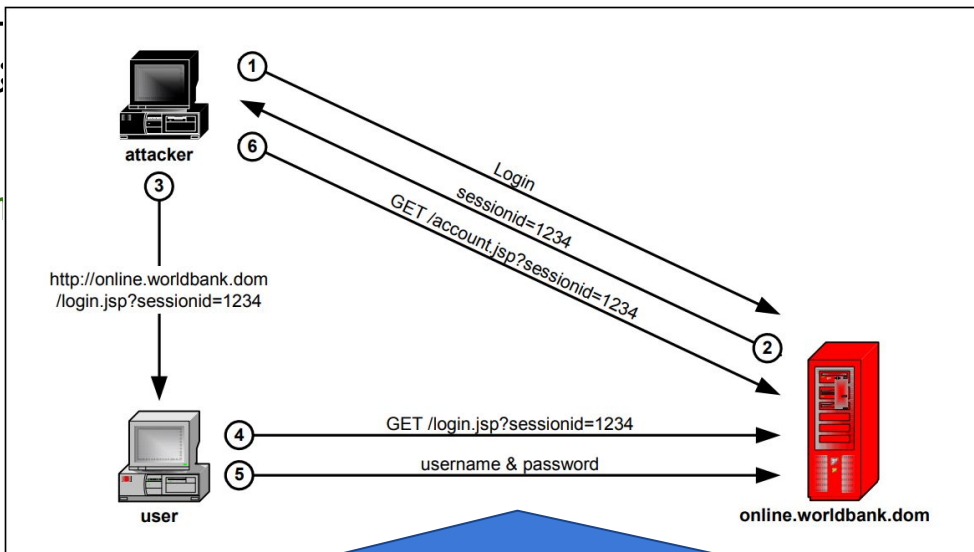 1
attacker
6
3
Login
sessionid=1234
GET /account.jsp?sessionid=1234
http://online.worldbank.dom
/login.jsp?sessionid=1234
2
4
GET /login.jsp?sessionid=1234
5
username & password
user
online.worldbank.dom